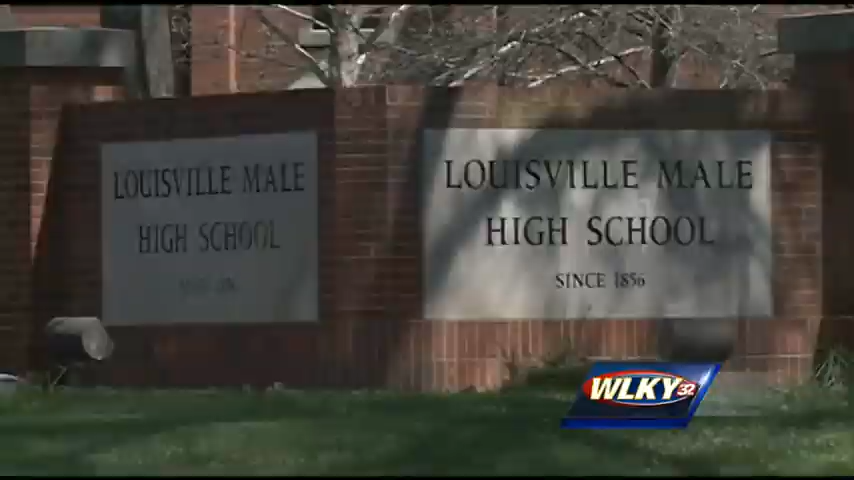 LOUISVILLE MALE
HIGH SCHOOL
LOUISVILLE MALE
HIGH SCHOOL
SINCE 1856
WLKY 32